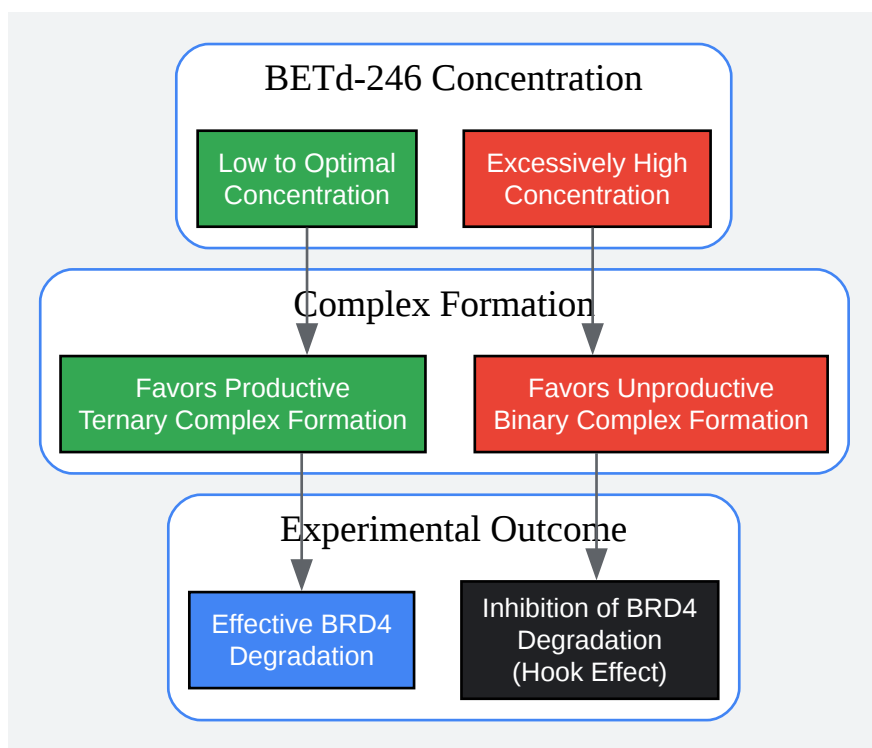 BETd-246 Concentration
Low to Optimal
Concentration
Excessively High
Concentration
Complex Formation
Favors Productive
Ternary Complex Formation
Favors Unproductive
Binary Complex Formation
Experimental Outcome
Effective BRD4
Degradation
Inhibition of BRD4
Degradation
(Hook Effect)